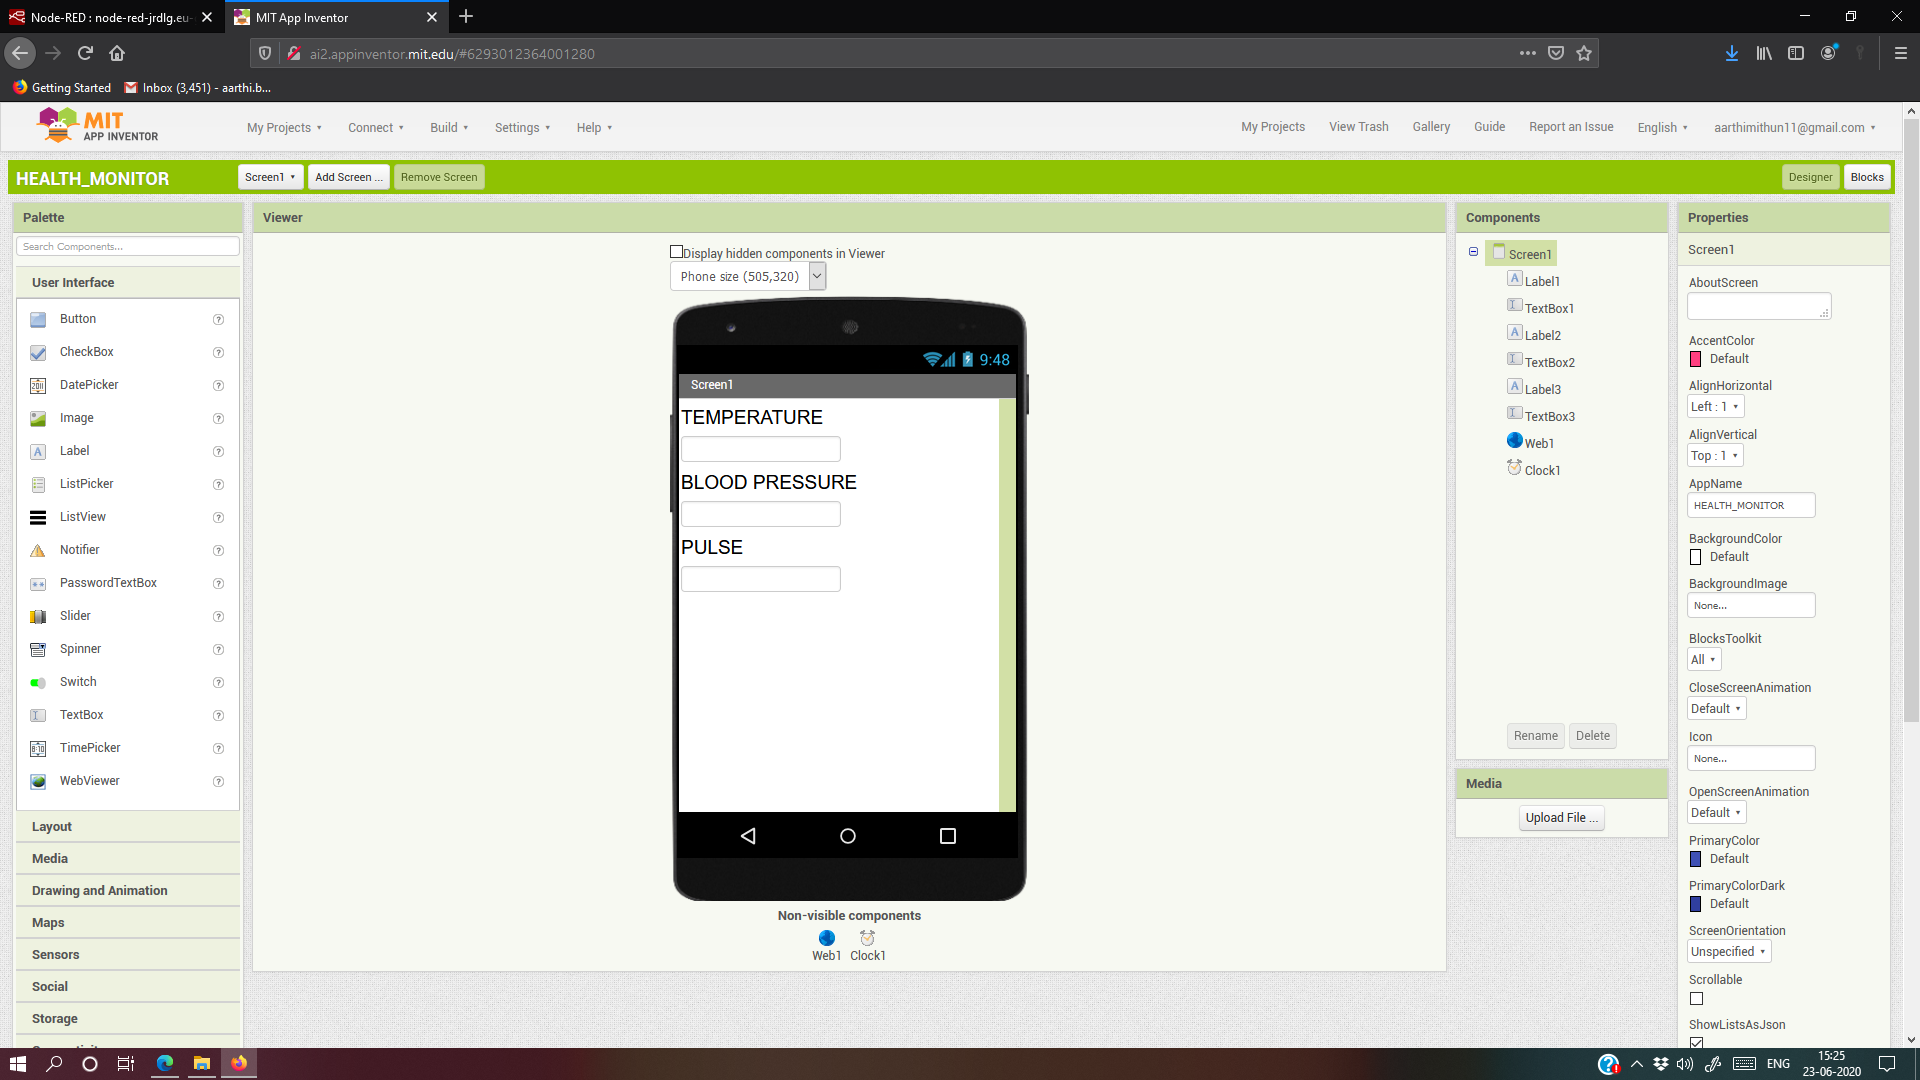 Node-RED : node-red-jrdlg.eu-
MIT App Inventor
ai2.appinventor.mit.edu/#6293012364001280
Getting Started
Inbox (3,451) - aarthi.b...
MIT
APP INVENTOR
My Projects
Connect
Build
Settings
Help
My Projects
View Trash
Gallery
Guide
Report an Issue
English
aarthimithun11@gmail.com
HEALTH_MONITOR
Screen1
Add Screen ...
Remove Screen
Designer
Blocks
Palette
Search Components...
User Interface
Button
CheckBox
DatePicker
Image
Label
ListPicker
ListView
Notifier
PasswordTextBox
Slider
Spinner
Switch
TextBox
TimePicker
WebViewer
Layout
Media
Drawing and Animation
Maps
Sensors
Social
Storage
Viewer
Display hidden components in Viewer
Phone size (505,320)
9:48
Screen1
TEMPERATURE
BLOOD PRESSURE
PULSE
Non-visible components
Web1
Clock1
Components
Screen1
Label1
TextBox1
Label2
TextBox2
Label3
TextBox3
Web1
Clock1
Rename
Delete
Media
Upload File ...
Properties
Screen1
AboutScreen
AccentColor
Default
AlignHorizontal
Left : 1
AlignVertical
Top : 1
AppName
HEALTH_MONITOR
BackgroundColor
Default
BackgroundImage
None...
BlocksToolkit
All
CloseScreenAnimation
Default
Icon
None...
OpenScreenAnimation
Default
PrimaryColor
Default
PrimaryColorDark
Default
ScreenOrientation
Unspecified
Scrollable
ShowListsAsJson
ENG
15:25
23-06-2020